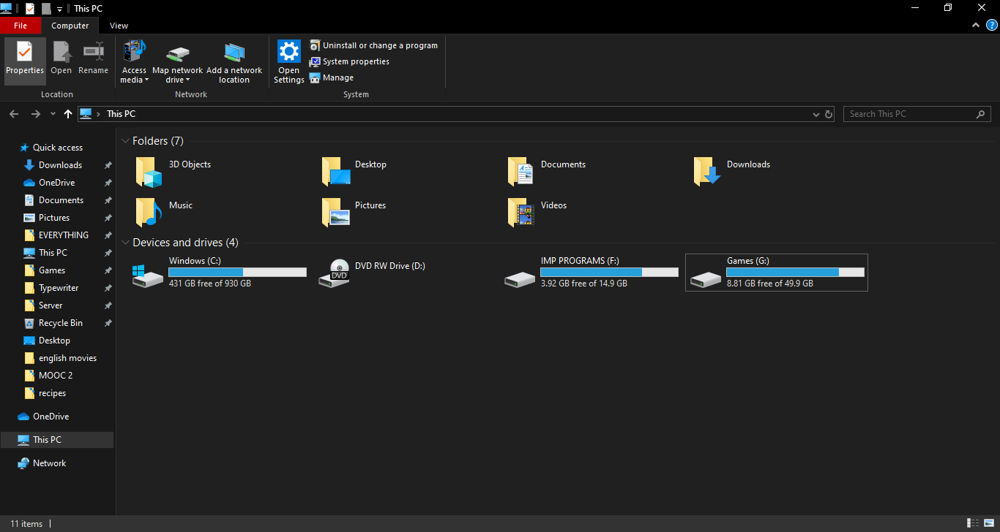 This PC
File Computer View
Properties Open Rename Access media Map network drive Add a network location Open Settings Uninstall or change a program
System properties
Manage
Location Network System
This PC Search This PC
Quick access
Downloads
OneDrive
Documents
Pictures
EVERYTHING
This PC
Games
Typewriter
Server
Recycle Bin
Desktop
english movies
MOOC 2
recipes
OneDrive
This PC
Network
Folders (7)
3D Objects Desktop Documents Downloads
Music Pictures Videos
Devices and drives (4)
Windows (C:)
431 GB free of 930 GB
DVD RW Drive (D:)
DVD
IMP PROGRAMS (F:)
3.92 GB free of 14.9 GB
Games (G:)
8.81 GB free of 49.9 GB
11 items